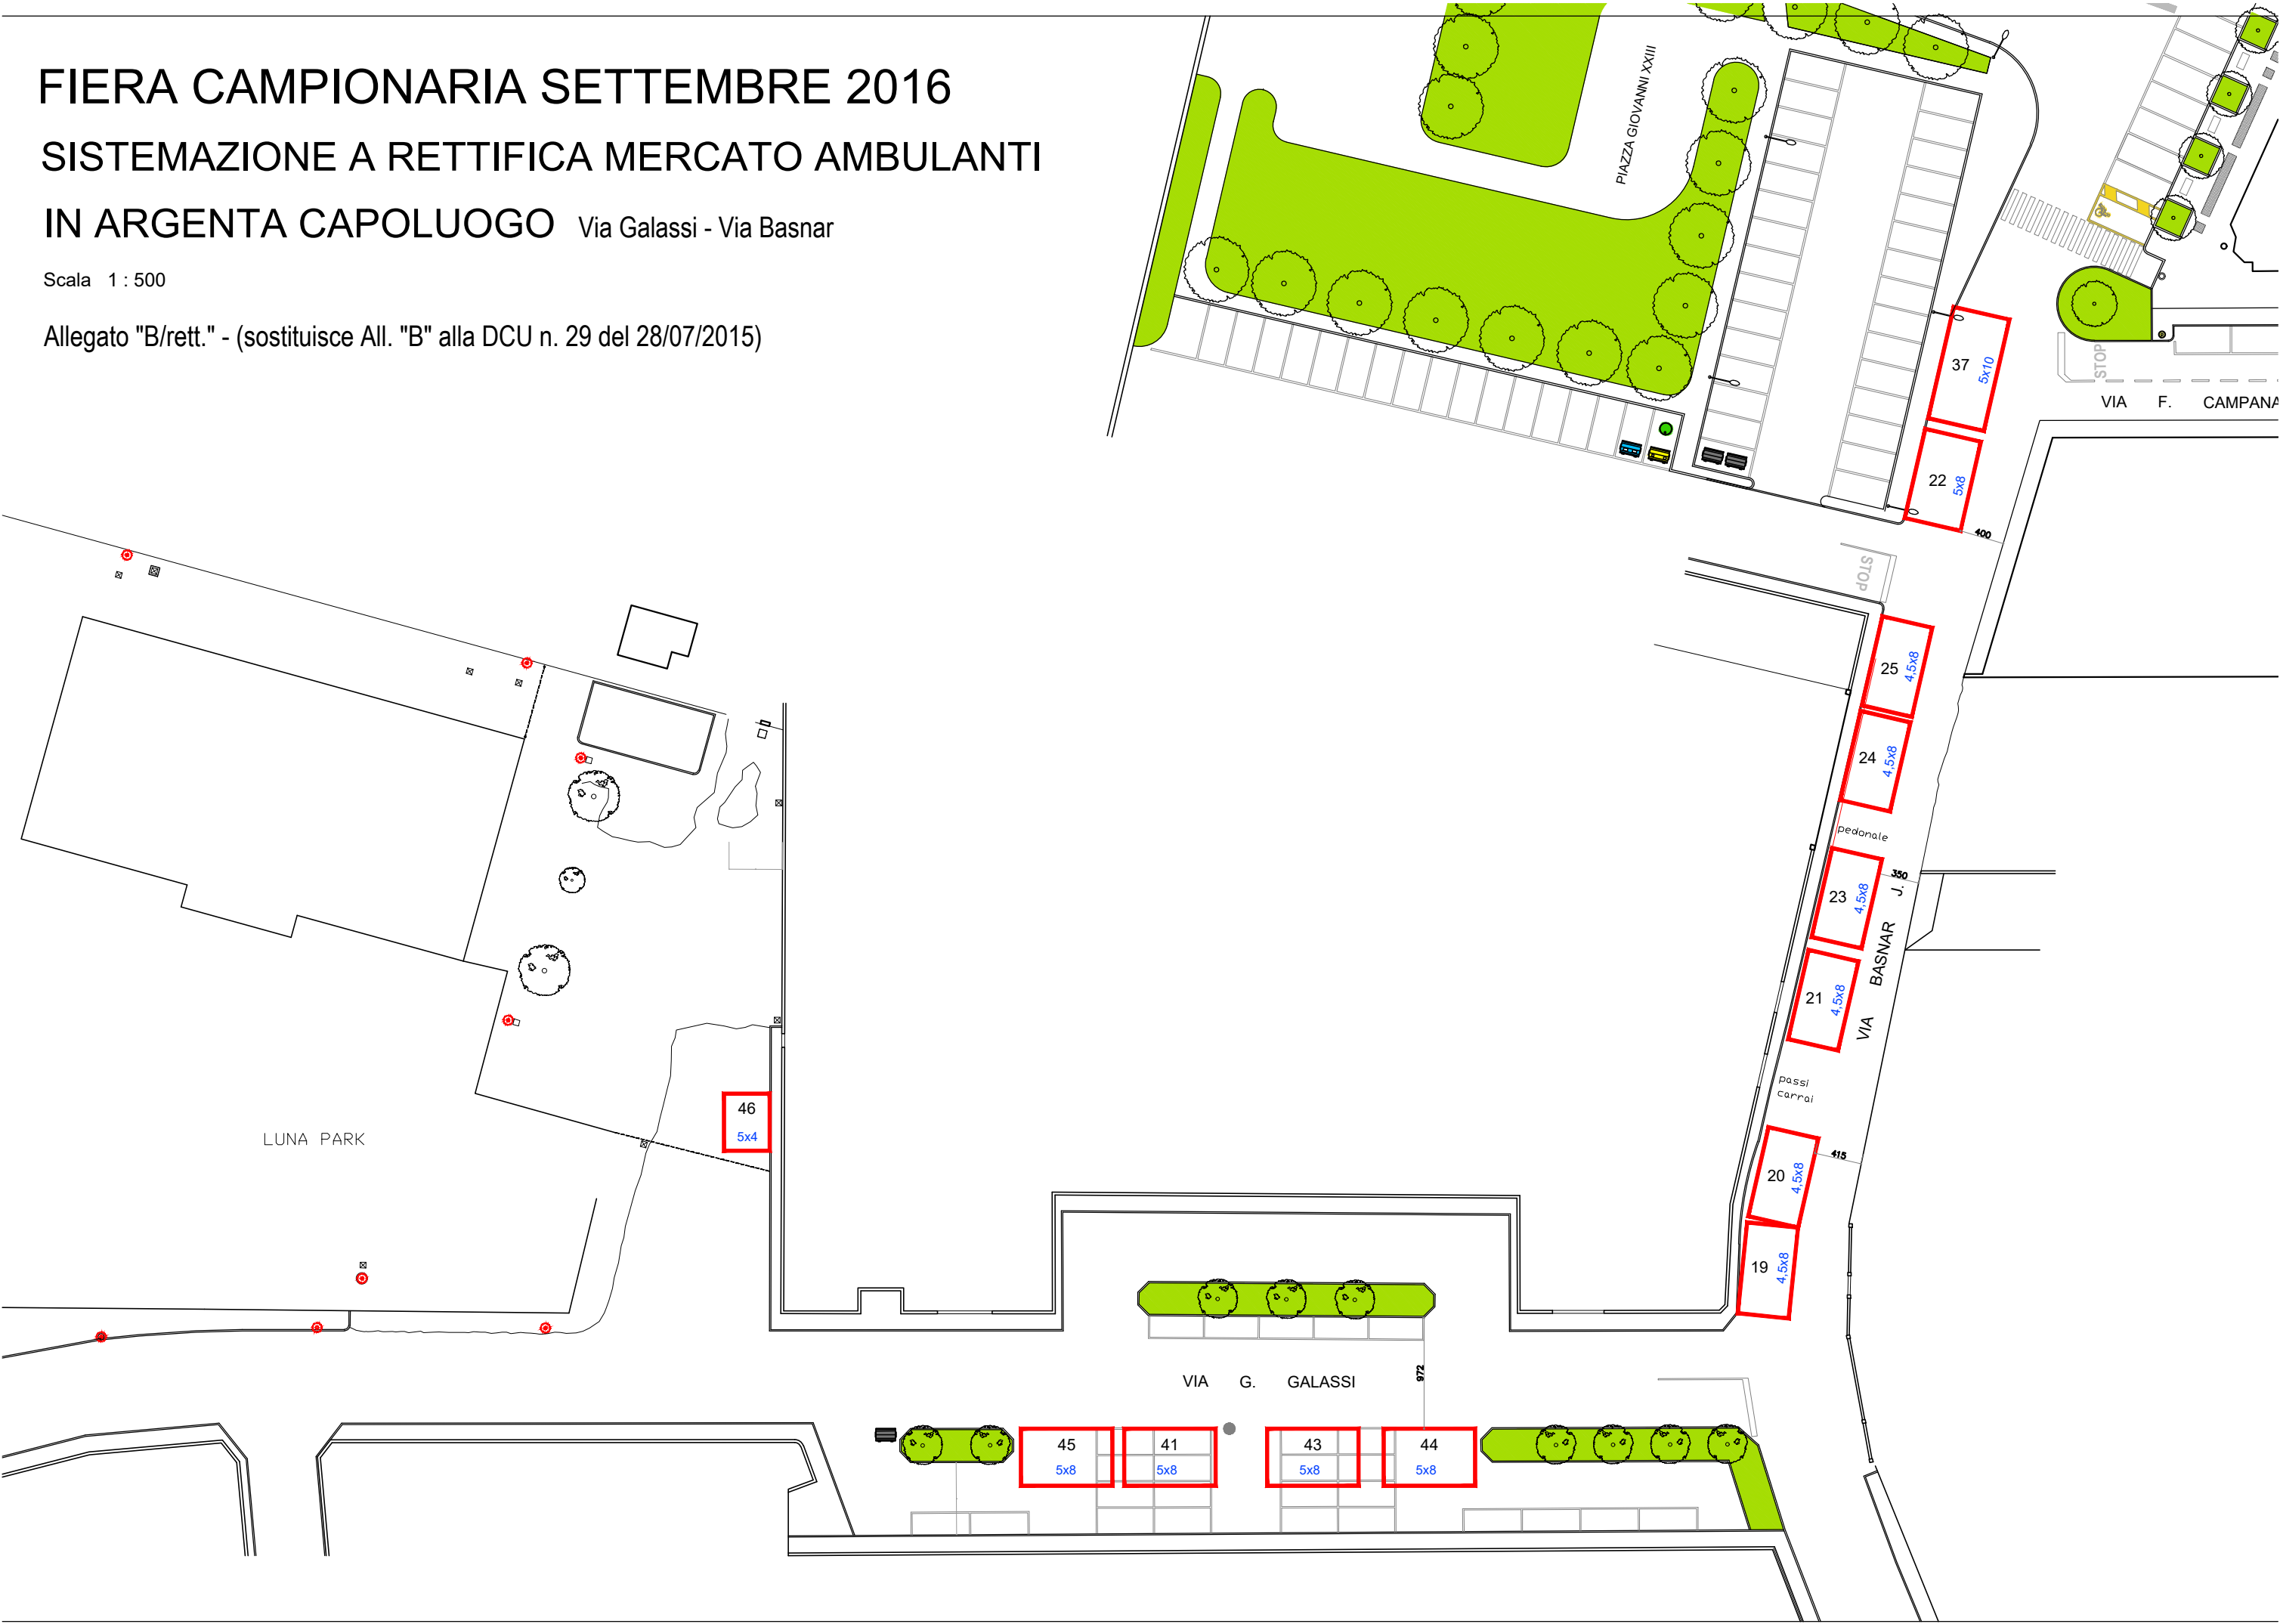 FIERA CAMPIONARIA SETTEMBRE 2016
SISTEMAZIONE A RETTIFICA MERCATO AMBULANTI
IN ARGENTA CAPOLUOGO Via Galassi - Via Basnar
Scala 1 : 500
Allegato "B/rett." - (sostituisce All. "B" alla DCU n. 29 del 28/07/2015)
PIAZZA GIOVANNI XXIII
37 5x10
STOP
VIA F. CAMPANA
22 5x8
400
STOP
25 4,5x8
24 4,5x8
pedonale
23 4,5x8
350
21 4,5x8
VIA BASNAR J.
passi
carrai
46
5x4
LUNA PARK
20 4,5x8
415
19 4,5x8
VIA G. GALASSI
972
45 41 43 44
5x8 5x8 5x8 5x8